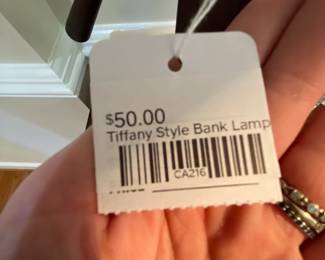 $50.00
Tiffany Style Bank Lamp
CA216